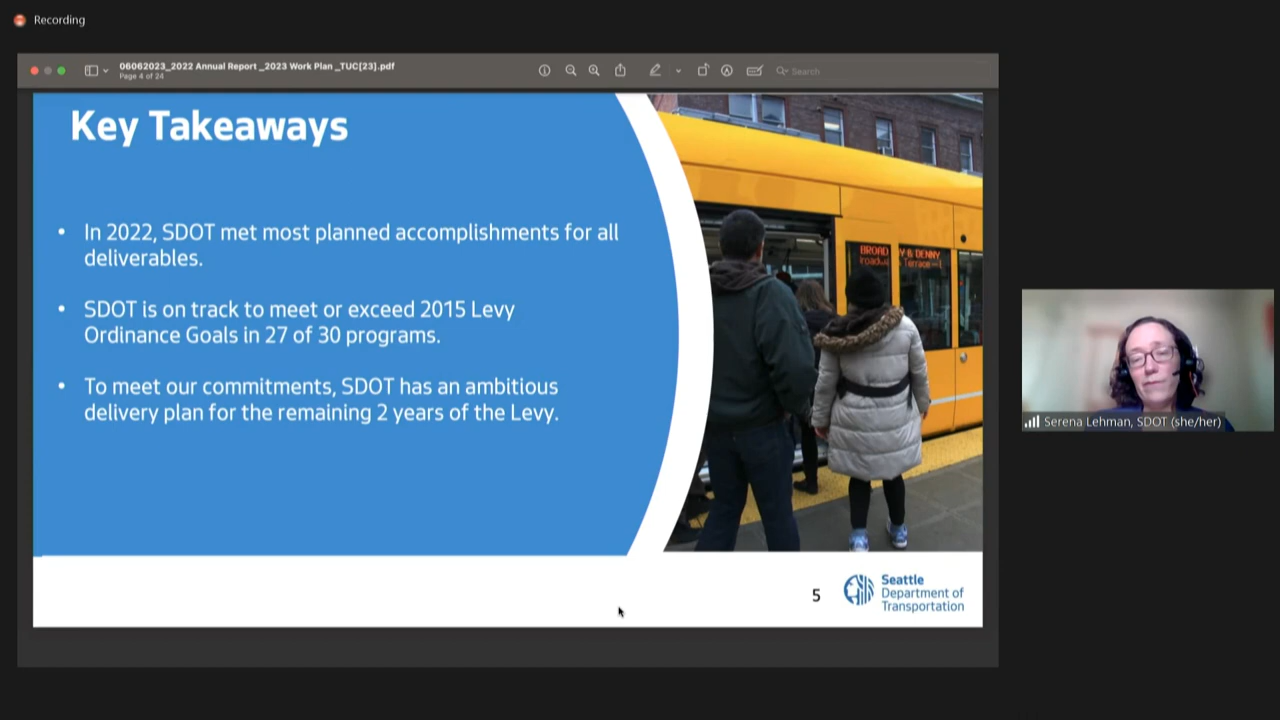 Recording
06062023_2022 Annual Report _2023 Work Plan _TUC[23].pdf
Page 4 of 24
Search
Key Takeaways
• In 2022, SDOT met most planned accomplishments for all
deliverables.
• SDOT is on track to meet or exceed 2015 Levy
Ordinance Goals in 27 of 30 programs.
• To meet our commitments, SDOT has an ambitious
delivery plan for the remaining 2 years of the Levy.
BROAD Y & DENNY
Terrace
5
Seattle
Department of
Transportation
Serena Lehman, SDOT (she/her)